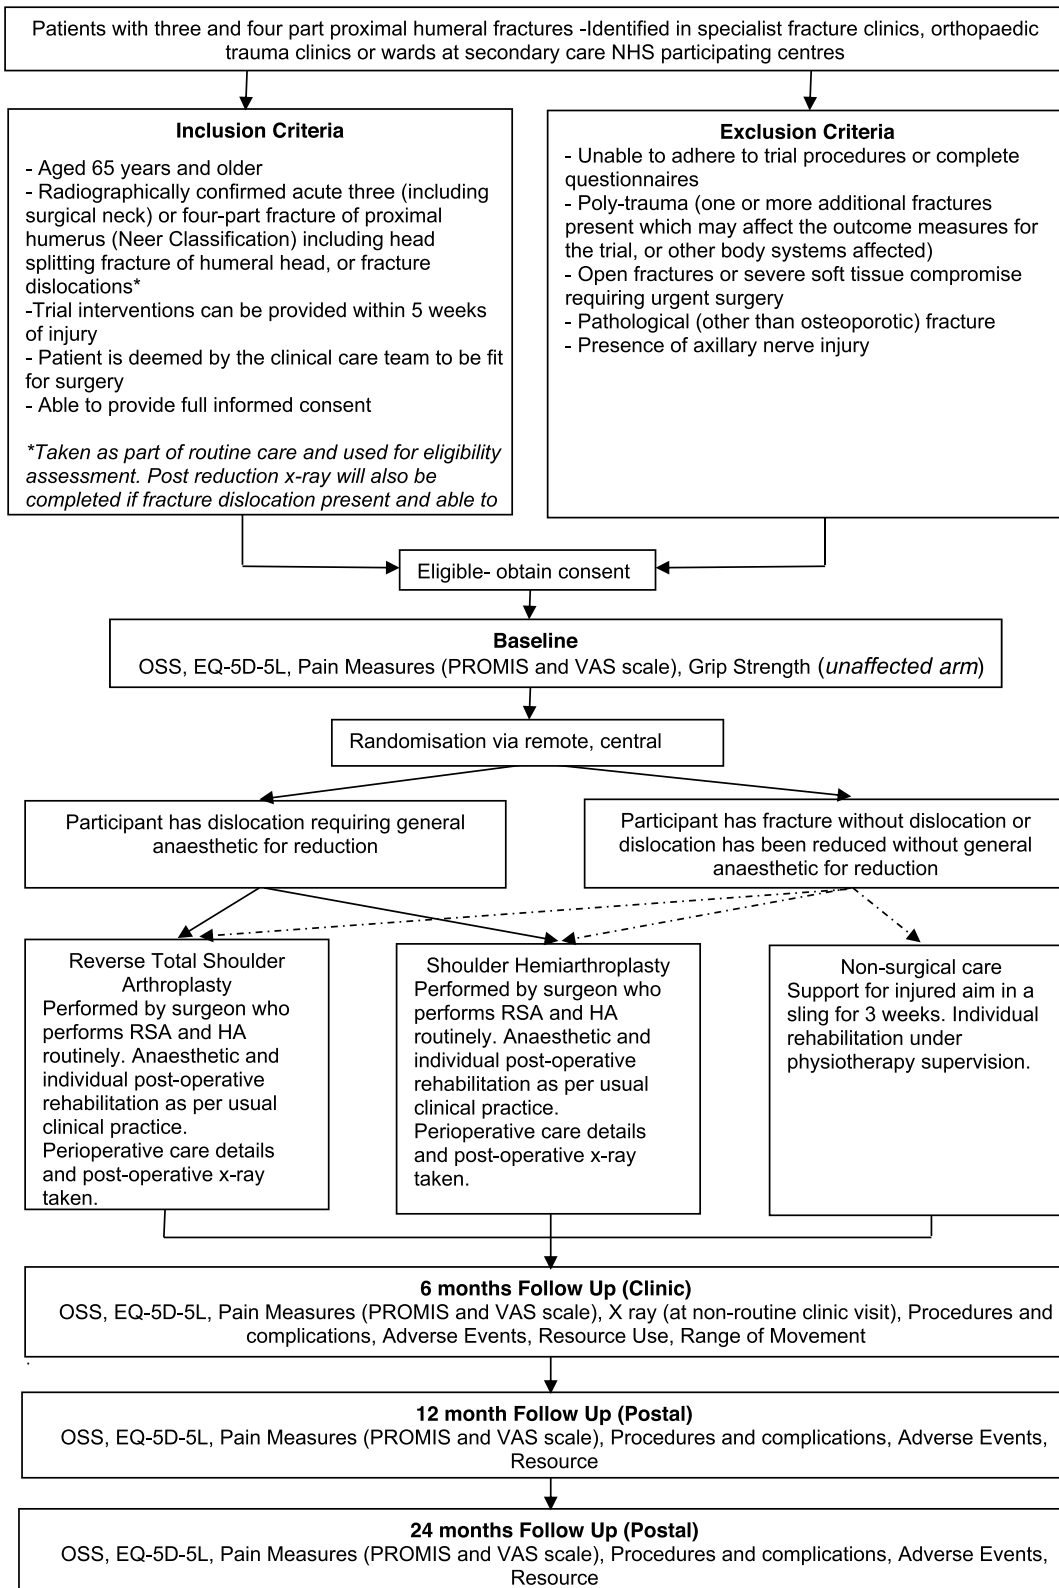 Patients with three and four part proximal humeral fractures -Identified in specialist fracture clinics, orthopaedic
trauma clinics or wards at secondary care NHS participating centres
Inclusion Criteria
- Aged 65 years and older
- Radiographically confirmed acute three (including
surgical neck) or four-part fracture of proximal
humerus (Neer Classification) including head
splitting fracture of humeral head, or fracture
dislocations*
-Trial interventions can be provided within 5 weeks
of injury
- Patient is deemed by the clinical care team to be fit
for surgery
- Able to provide full informed consent
*Taken as part of routine care and used for eligibility
assessment. Post reduction x-ray will also be
completed if fracture dislocation present and able to
Exclusion Criteria
- Unable to adhere to trial procedures or complete
questionnaires
- Poly-trauma (one or more additional fractures
present which may affect the outcome measures for
the trial, or other body systems affected)
- Open fractures or severe soft tissue compromise
requiring urgent surgery
- Pathological (other than osteoporotic) fracture
- Presence of axillary nerve injury
Eligible- obtain consent
Baseline
OSS, EQ-5D-5L, Pain Measures (PROMIS and VAS scale), Grip Strength (unaffected arm)
Randomisation via remote, central
Participant has dislocation requiring general
anaesthetic for reduction
Participant has fracture without dislocation or
dislocation has been reduced without general
anaesthetic for reduction
Reverse Total Shoulder
Arthroplasty
Performed by surgeon who
performs RSA and HA
routinely. Anaesthetic and
individual post-operative
rehabilitation as per usual
clinical practice.
Perioperative care details
and post-operative x-ray
taken.
Shoulder Hemiarthroplasty
Performed by surgeon who
performs RSA and HA
routinely. Anaesthetic and
individual post-operative
rehabilitation as per usual
clinical practice.
Perioperative care details
and post-operative x-ray
taken.
Non-surgical care
Support for injured aim in a
sling for 3 weeks. Individual
rehabilitation under
physiotherapy supervision.
6 months Follow Up (Clinic)
OSS, EQ-5D-5L, Pain Measures (PROMIS and VAS scale), X ray (at non-routine clinic visit), Procedures and
complications, Adverse Events, Resource Use, Range of Movement
12 month Follow Up (Postal)
OSS, EQ-5D-5L, Pain Measures (PROMIS and VAS scale), Procedures and complications, Adverse Events,
Resource
24 months Follow Up (Postal)
OSS, EQ-5D-5L, Pain Measures (PROMIS and VAS scale), Procedures and complications, Adverse Events,
Resource